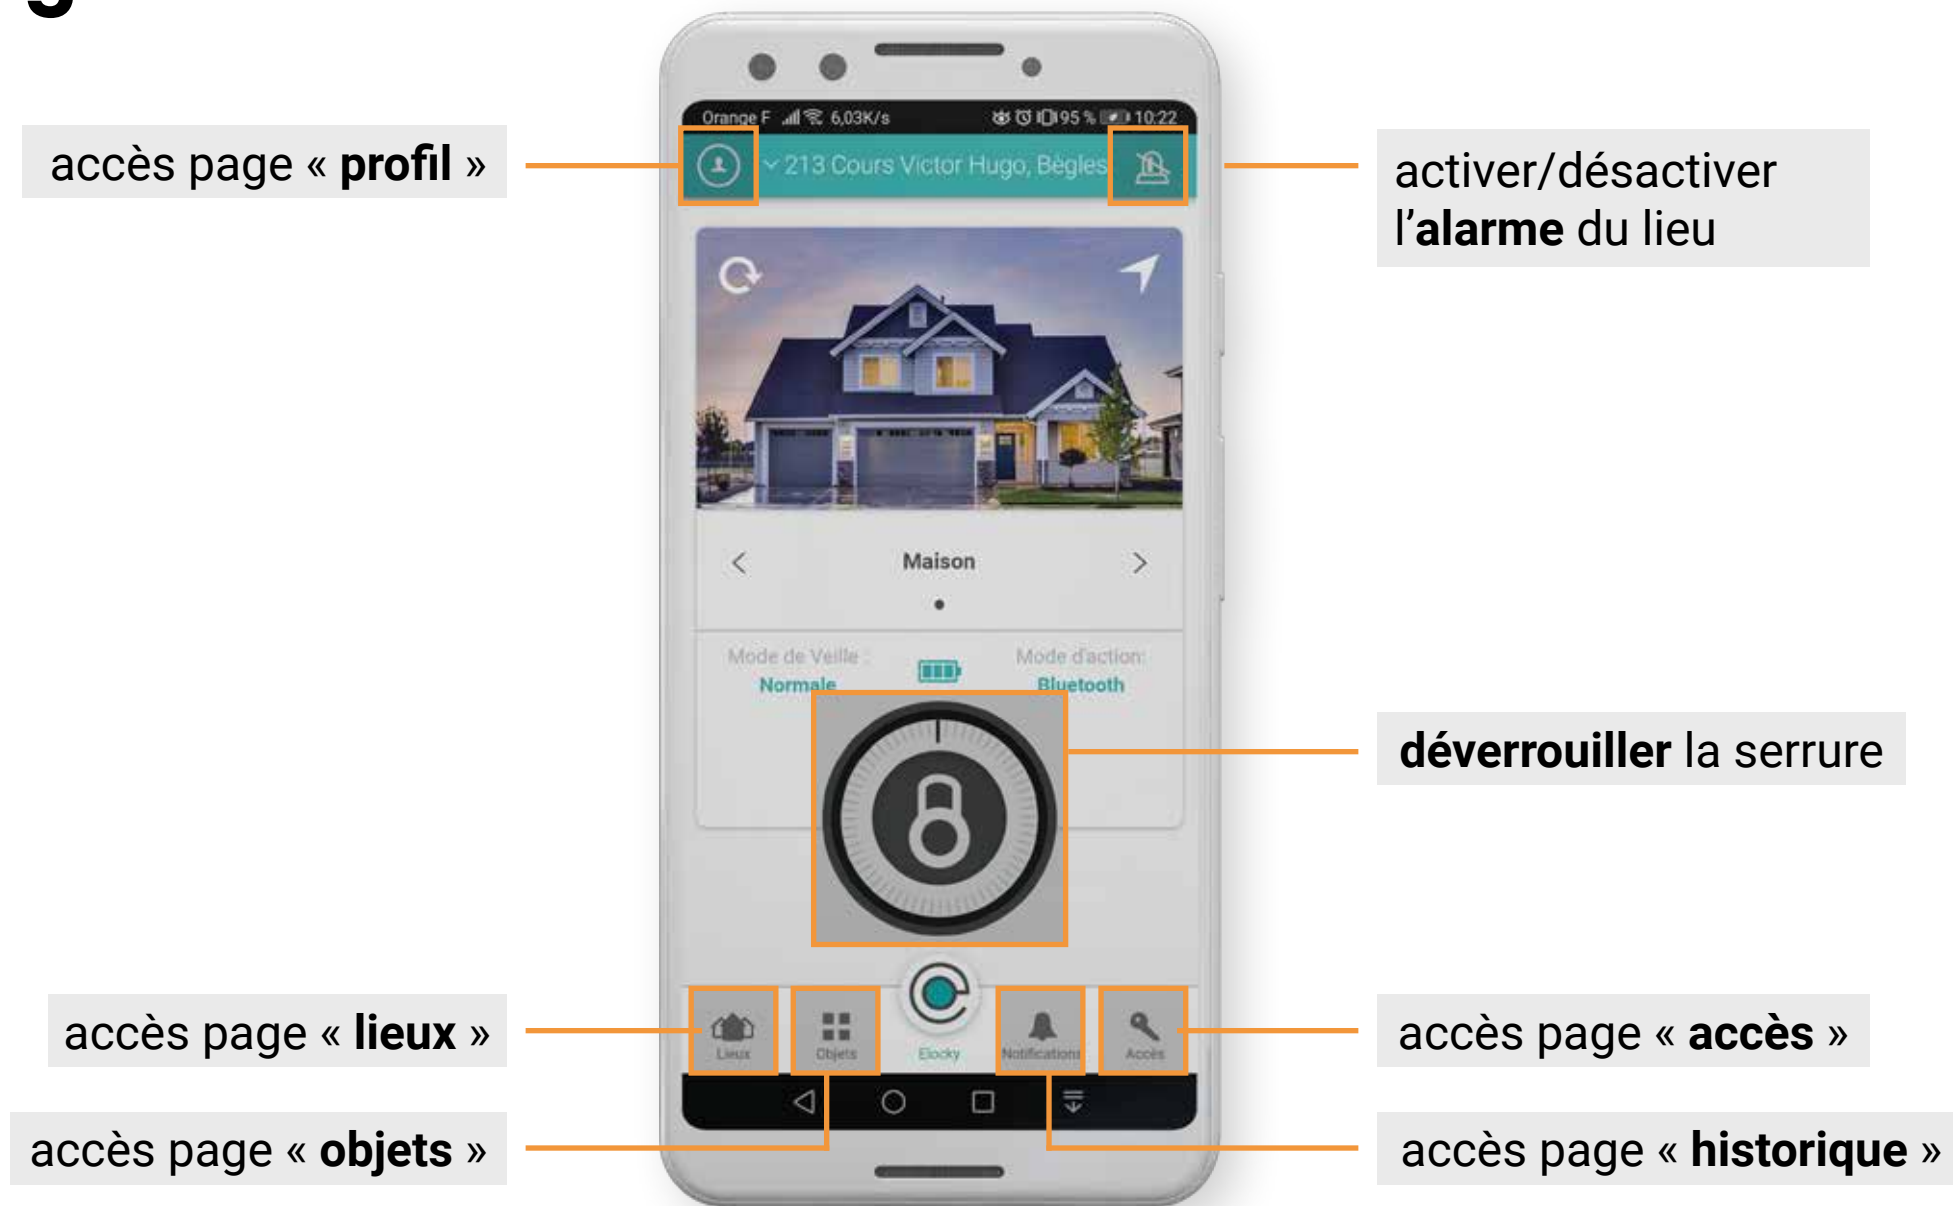 Orange F 6,03K/s 95 % 10:22
accès page « profil »
213 Cours Victor Hugo, Bègles
activer/désactiver
l'alarme du lieu
Maison
Mode de Veille :
Normale
Mode d'action:
Bluetooth
déverrouiller la serrure
accès page « lieux »
Lieux
Objets
Elocky
Notifications
Accès
accès page « accès »
accès page « objets »
accès page « historique »